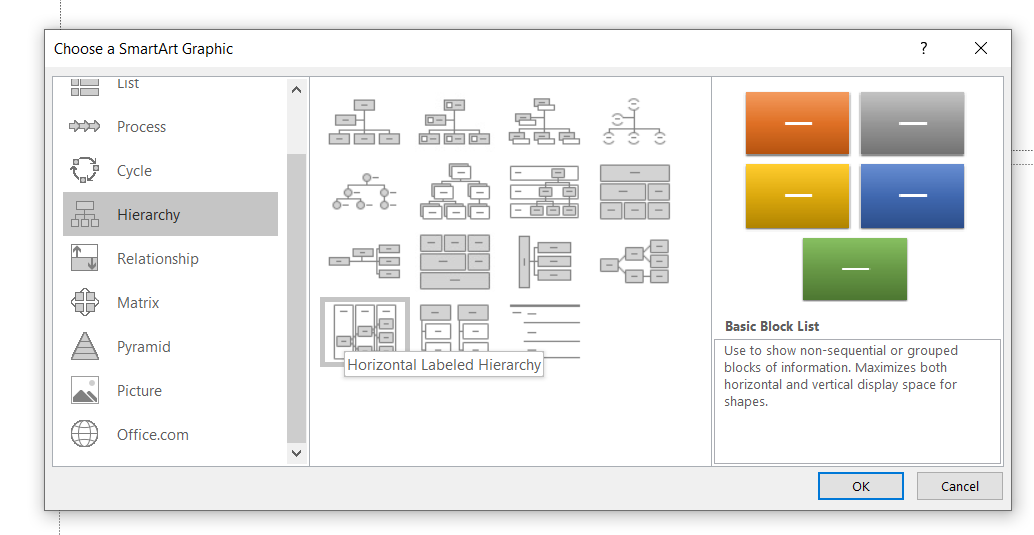 Choose a SmartArt Graphic
?
List
Process
Cycle
Hierarchy
Relationship
Matrix
Pyramid
Picture
Office.com
Horizontal Labeled Hierarchy
Basic Block List
Use to show non-sequential or grouped
blocks of information. Maximizes both
horizontal and vertical display space for
shapes.
OK
Cancel